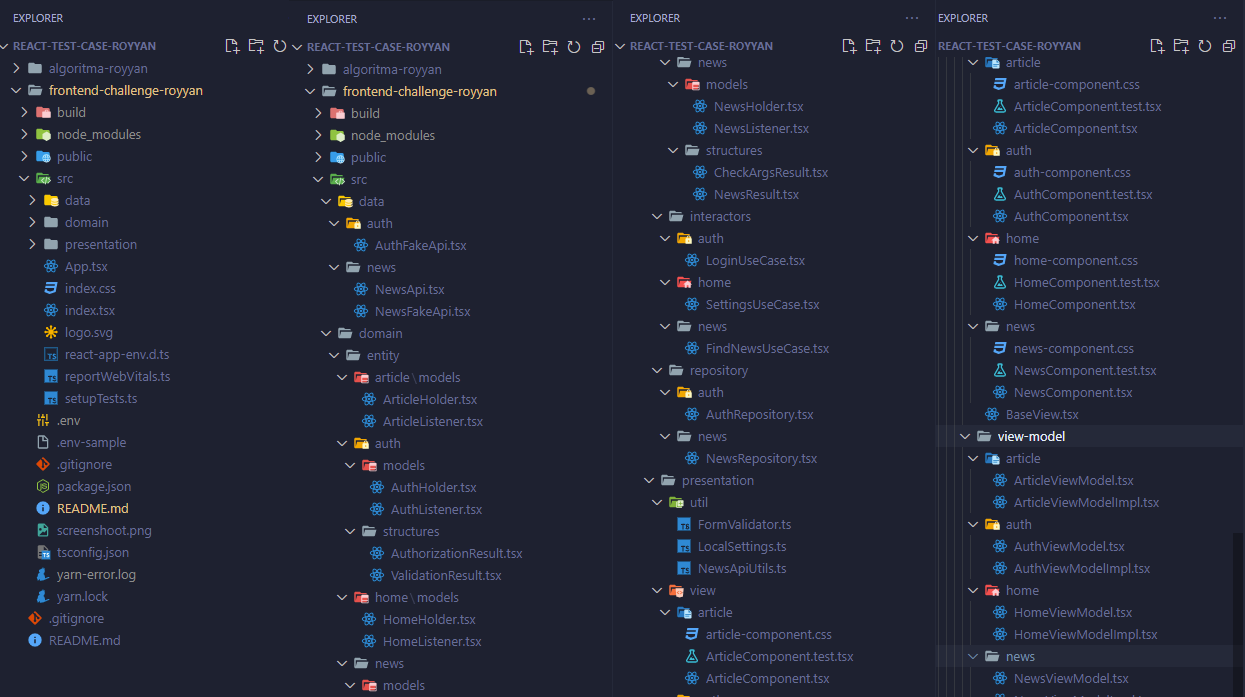 EXPLORER
REACT-TEST-CASE-ROYYAN
algoritma-royyan
frontend-challenge-royyan
build
node_modules
public
src
data
domain
presentation
App.tsx
index.css
index.tsx
logo.svg
react-app-env.d.ts
reportWebVitals.ts
setupTests.ts
.env
.env-sample
.gitignore
package.json
README.md
screenshoot.png
tsconfig.json
yarn-error.log
yarn.lock
.gitignore
README.md
EXPLORER
REACT-TEST-CASE-ROYYAN
algoritma-royyan
frontend-challenge-royyan
build
node_modules
public
src
data
auth
AuthFakeApi.tsx
news
NewsApi.tsx
NewsFakeApi.tsx
domain
entity
article\models
ArticleHolder.tsx
ArticleListener.tsx
auth
models
AuthHolder.tsx
AuthListener.tsx
structures
AuthorizationResult.tsx
ValidationResult.tsx
home\models
HomeHolder.tsx
HomeListener.tsx
news
models
EXPLORER
REACT-TEST-CASE-ROYYAN
news
models
NewsHolder.tsx
NewsListener.tsx
structures
CheckArgsResult.tsx
NewsResult.tsx
interactors
auth
LoginUseCase.tsx
home
SettingsUseCase.tsx
news
FindNewsUseCase.tsx
repository
auth
AuthRepository.tsx
news
NewsRepository.tsx
presentation
util
FormValidator.ts
LocalSettings.ts
NewsApiUtils.ts
view
article
article-component.css
ArticleComponent.test.tsx
ArticleComponent.tsx
EXPLORER
REACT-TEST-CASE-ROYYAN
article
article-component.css
ArticleComponent.test.tsx
ArticleComponent.tsx
auth
auth-component.css
AuthComponent.test.tsx
AuthComponent.tsx
home
home-component.css
HomeComponent.test.tsx
HomeComponent.tsx
news
news-component.css
NewsComponent.test.tsx
NewsComponent.tsx
BaseView.tsx
view-model
article
ArticleViewModel.tsx
ArticleViewModelImpl.tsx
auth
AuthViewModel.tsx
AuthViewModelImpl.tsx
home
HomeViewModel.tsx
HomeViewModelImpl.tsx
news
NewsViewModel.tsx